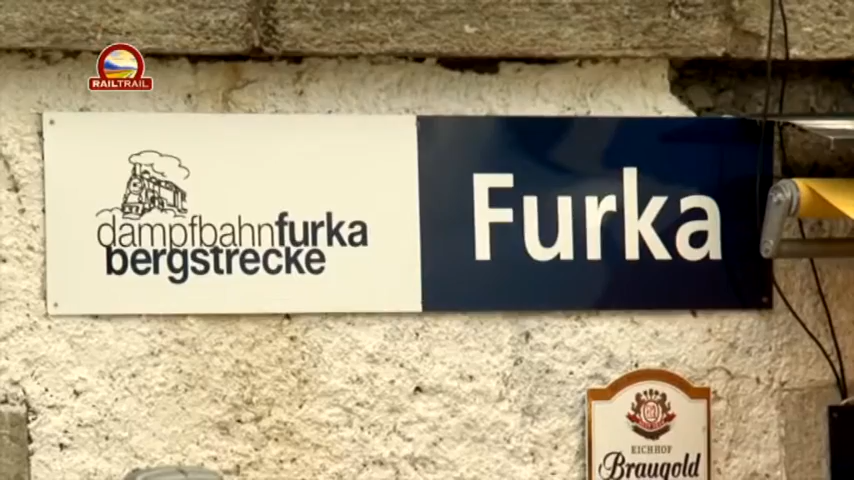 RAILTRAIL
dampfbahnfurka
bergstrecke
Furka
EICHHOF
Braugold